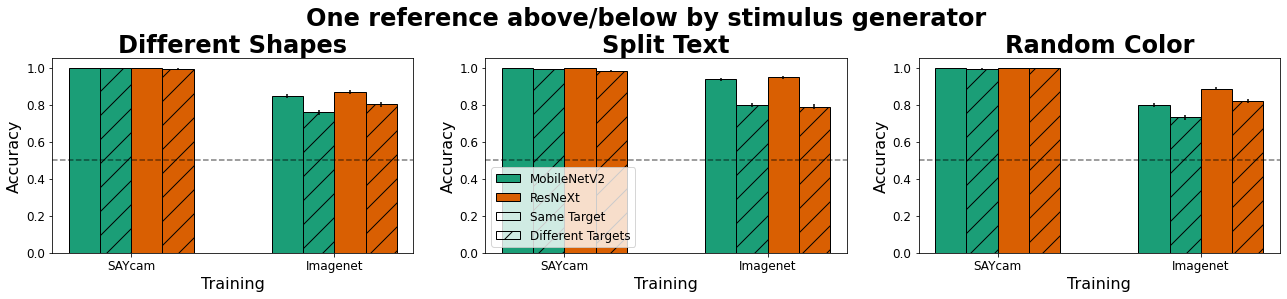 One reference above/below by stimulus generator
Different Shapes
1.0
0.8
0.6
0.4
0.2
0.0
Accuracy
SAYcam
Imagenet
Training
Split Text
1.0
0.8
0.6
0.4
0.2
0.0
Accuracy
MobileNetV2
ResNeXt
Same Target
Different Targets
SAYcam
Imagenet
Training
Random Color
1.0
0.8
0.6
0.4
0.2
0.0
Accuracy
SAYcam
Imagenet
Training